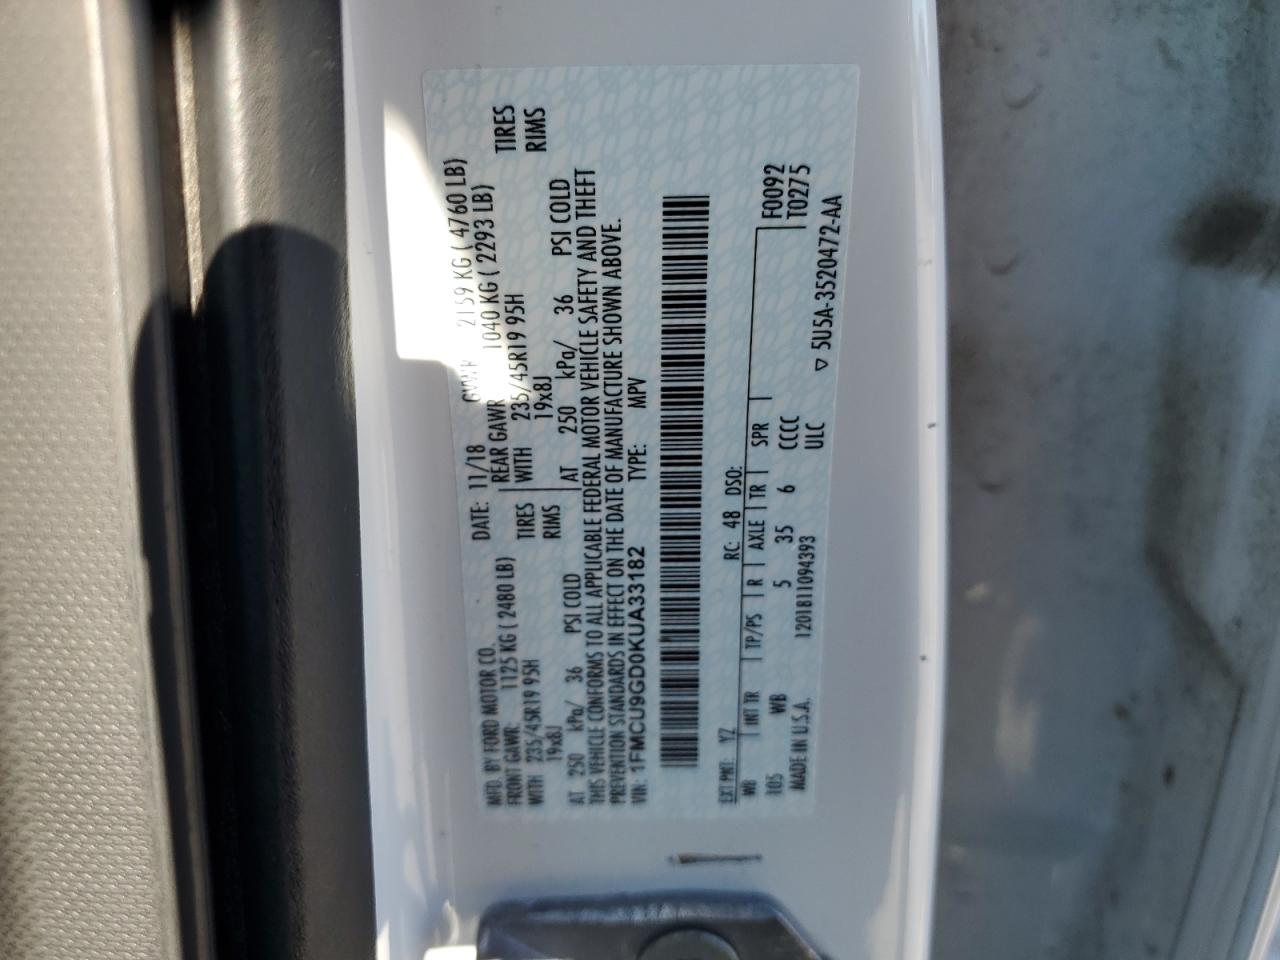 MFD. BY FORD MOTOR CO.
DATE: 11/18 GVWR 2159 KG ( 4760 LB)
FRONT GAWR: 1125 KG ( 2480 LB) REAR GAWR 1040 KG ( 2293 LB)
WITH 235/45R19 95H TIRES WITH 235/45R19 95H TIRES
19x8J RIMS 19x8J RIMS
AT 250 kPa/ 36 PSI COLD AT 250 kPa/ 36 PSI COLD
THIS VEHICLE CONFORMS TO ALL APPLICABLE FEDERAL MOTOR VEHICLE SAFETY AND THEFT
PREVENTION STANDARDS IN EFFECT ON THE DATE OF MANUFACTURE SHOWN ABOVE.
VIN: 1FMCU9GD0KUA33182 TYPE: MPV
EXT PNT: YZ RC: 48 DSO: F0092
WB INT TR TP/PS R AXLE TR SPR T0275
105 WB 5 35 6 CCCC
MADE IN U.S.A. 1201811094393 ULC
▽ 5U5A-3520472-AA